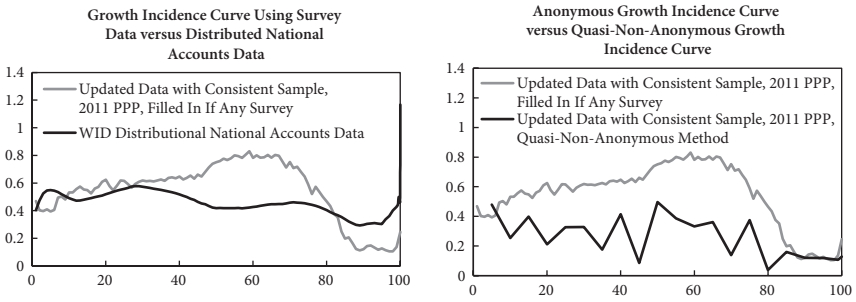 Growth Incidence Curve Using Survey
Data versus Distributed National
Accounts Data
1.4
1.2
1
0.8
0.6
0.4
0.2
0
0 20 40 60 80 100
Updated Data with Consistent Sample,
2011 PPP, Filled In If Any Survey
WID Distributional National Accounts Data
Anonymous Growth Incidence Curve
versus Quasi-Non-Anonymous Growth
Incidence Curve
1.4
1.2
1
0.8
0.6
0.4
0.2
0
0 20 40 60 80 100
Updated Data with Consistent Sample, 2011 PPP,
Filled In If Any Survey
Updated Data with Consistent Sample, 2011 PPP,
Quasi-Non-Anonymous Method